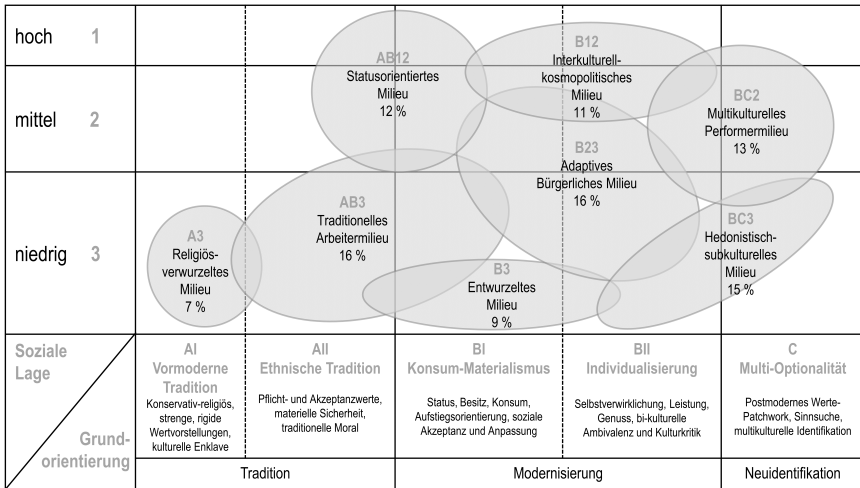 hoch 1
mittel 2
niedrig 3
AB12
Statusorientiertes
Milieu
12 %
B12
Interkulturell-
kosmopolitisches
Milieu
11 %
BC2
Multikulturelles
Performermilieu
13 %
B23
Adaptives
Bürgerliches Milieu
16 %
A3
Religiös-
verwurzeltes
Milieu
7 %
AB3
Traditionelles
Arbeitermilieu
16 %
B3
Entwurzeltes
Milieu
9 %
BC3
Hedonistisch-
subkulturelles
Milieu
15 %
Soziale
Lage
Grund-
orientierung
AI
Vormoderne
Tradition
Konservativ-religiös,
strenge, rigide
Wertvorstellungen,
kulturelle Enklave
AII
Ethnische Tradition
Pflicht- und Akzeptanzwerte,
materielle Sicherheit,
traditionelle Moral
BI
Konsum-Materialismus
Status, Besitz, Konsum,
Aufstiegsorientierung, soziale
Akzeptanz und Anpassung
BII
Individualisierung
Selbstverwirklichung, Leistung,
Genuss, bi-kulturelle
Ambivalenz und Kulturkritik
C
Multi-Optionalität
Postmodernes Werte-
Patchwork, Sinnsuche,
multikulturelle Identifikation
Tradition
Modernisierung
Neuidentifikation